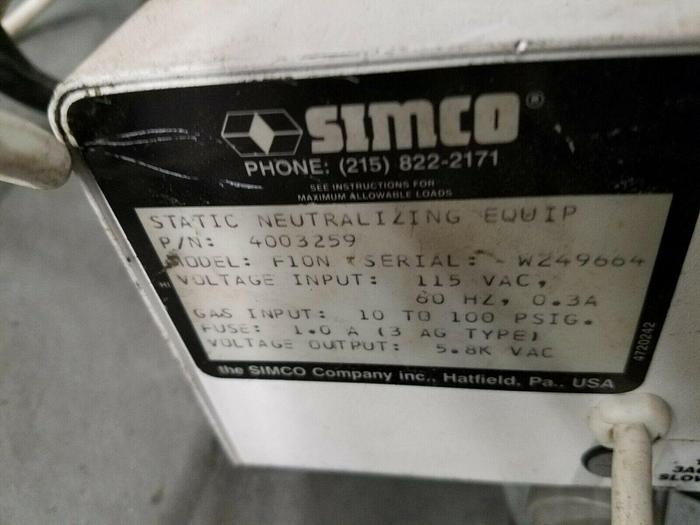 SIMCO®
PHONE: (215) 822-2171
SEE INSTRUCTIONS FOR
MAXIMUM ALLOWABLE LOADS
STATIC NEUTRALIZING EQUIP
P/N: 4003259
MODEL: F10N SERIAL: W249664
VOLTAGE INPUT: 115 VAC,
60 HZ, 0.3A
GAS INPUT: 10 TO 100 PSIG.
FUSE: 1.0 A (3 AG TYPE)
VOLTAGE OUTPUT: 5.8K VAC
4720242
the SIMCO Company inc., Hatfield, Pa., USA